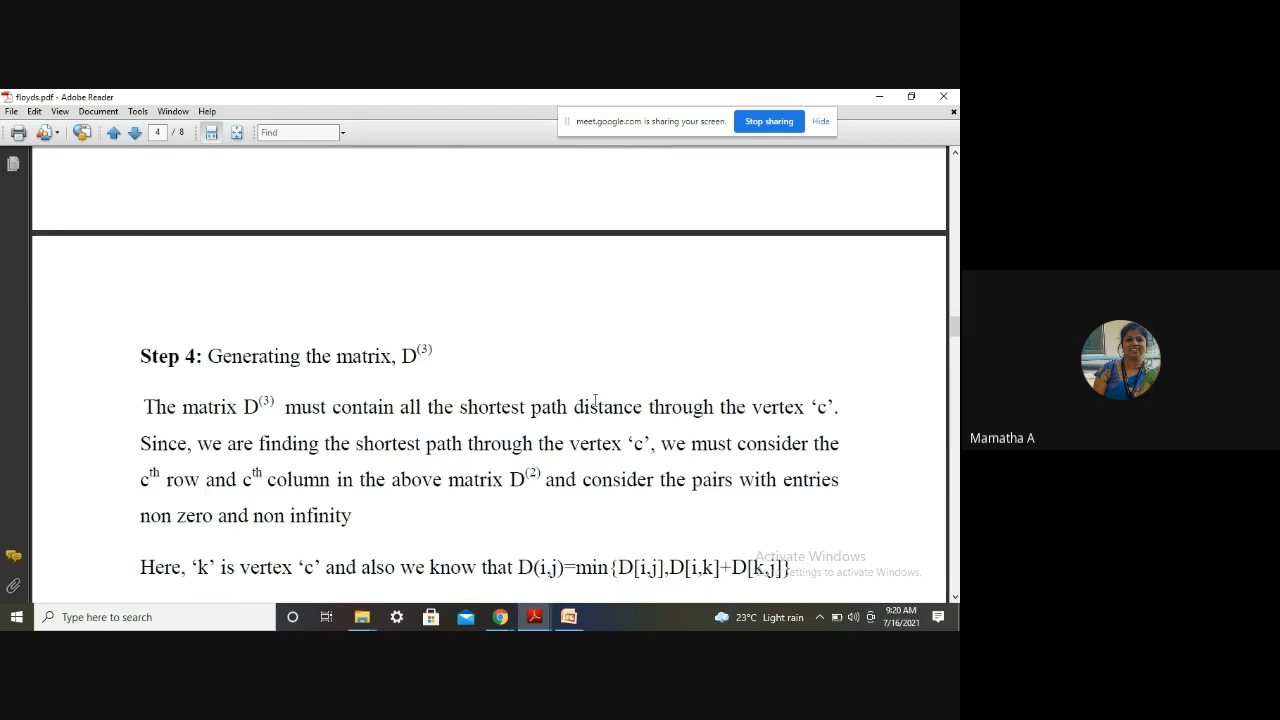 floyds.pdf - Adobe Reader
File Edit View Document Tools Window Help
meet.google.com is sharing your screen. Stop sharing Hide
4 / 8 Find
Step 4: Generating the matrix, D(3)
The matrix D(3) must contain all the shortest path distance through the vertex ‘c’.
Since, we are finding the shortest path through the vertex ‘c’, we must consider the
cth row and cth column in the above matrix D(2) and consider the pairs with entries
non zero and non infinity
Here, ‘k’ is vertex ‘c’ and also we know that D(i,j)=min{D[i,j],D[i,k]+D[k,j]}
Activate Windows
Settings to activate Windows.
Mamatha A
Type here to search
23°C Light rain
9:20 AM
7/16/2021